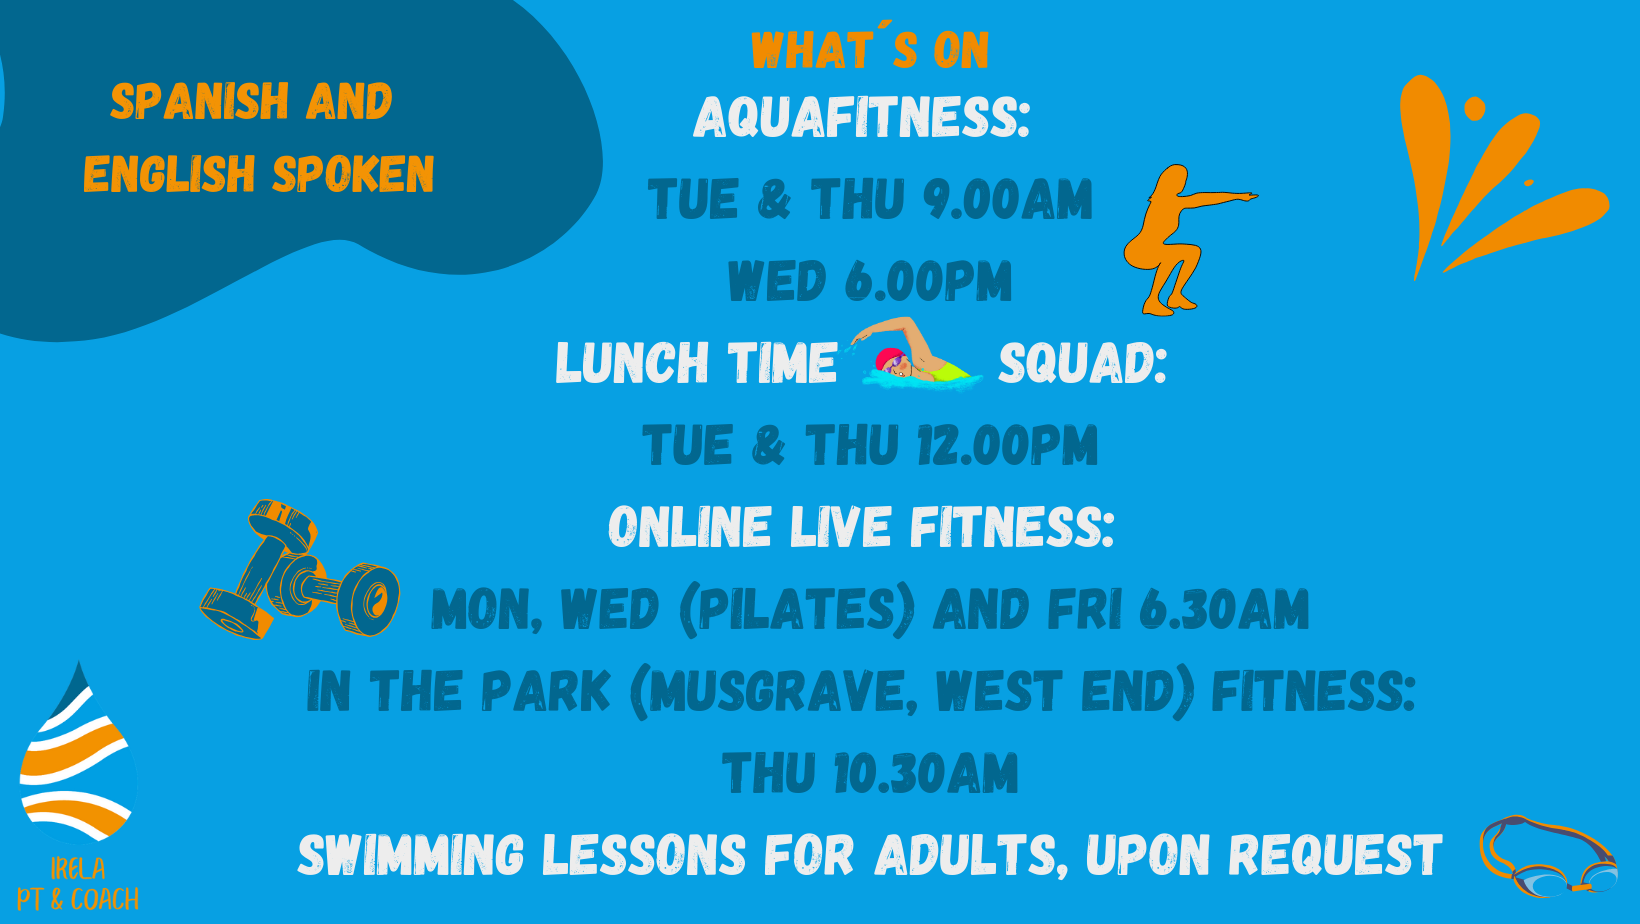 SPANISH AND
ENGLISH SPOKEN
WHAT´S ON
AQUAFITNESS:
TUE & THU 9.00AM
WED 6.00PM
LUNCH TIME SQUAD:
TUE & THU 12.00PM
ONLINE LIVE FITNESS:
MON, WED (PILATES) AND FRI 6.30AM
IN THE PARK (MUSGRAVE, WEST END) FITNESS:
THU 10.30AM
SWIMMING LESSONS FOR ADULTS, UPON REQUEST
IRELA
PT & COACH